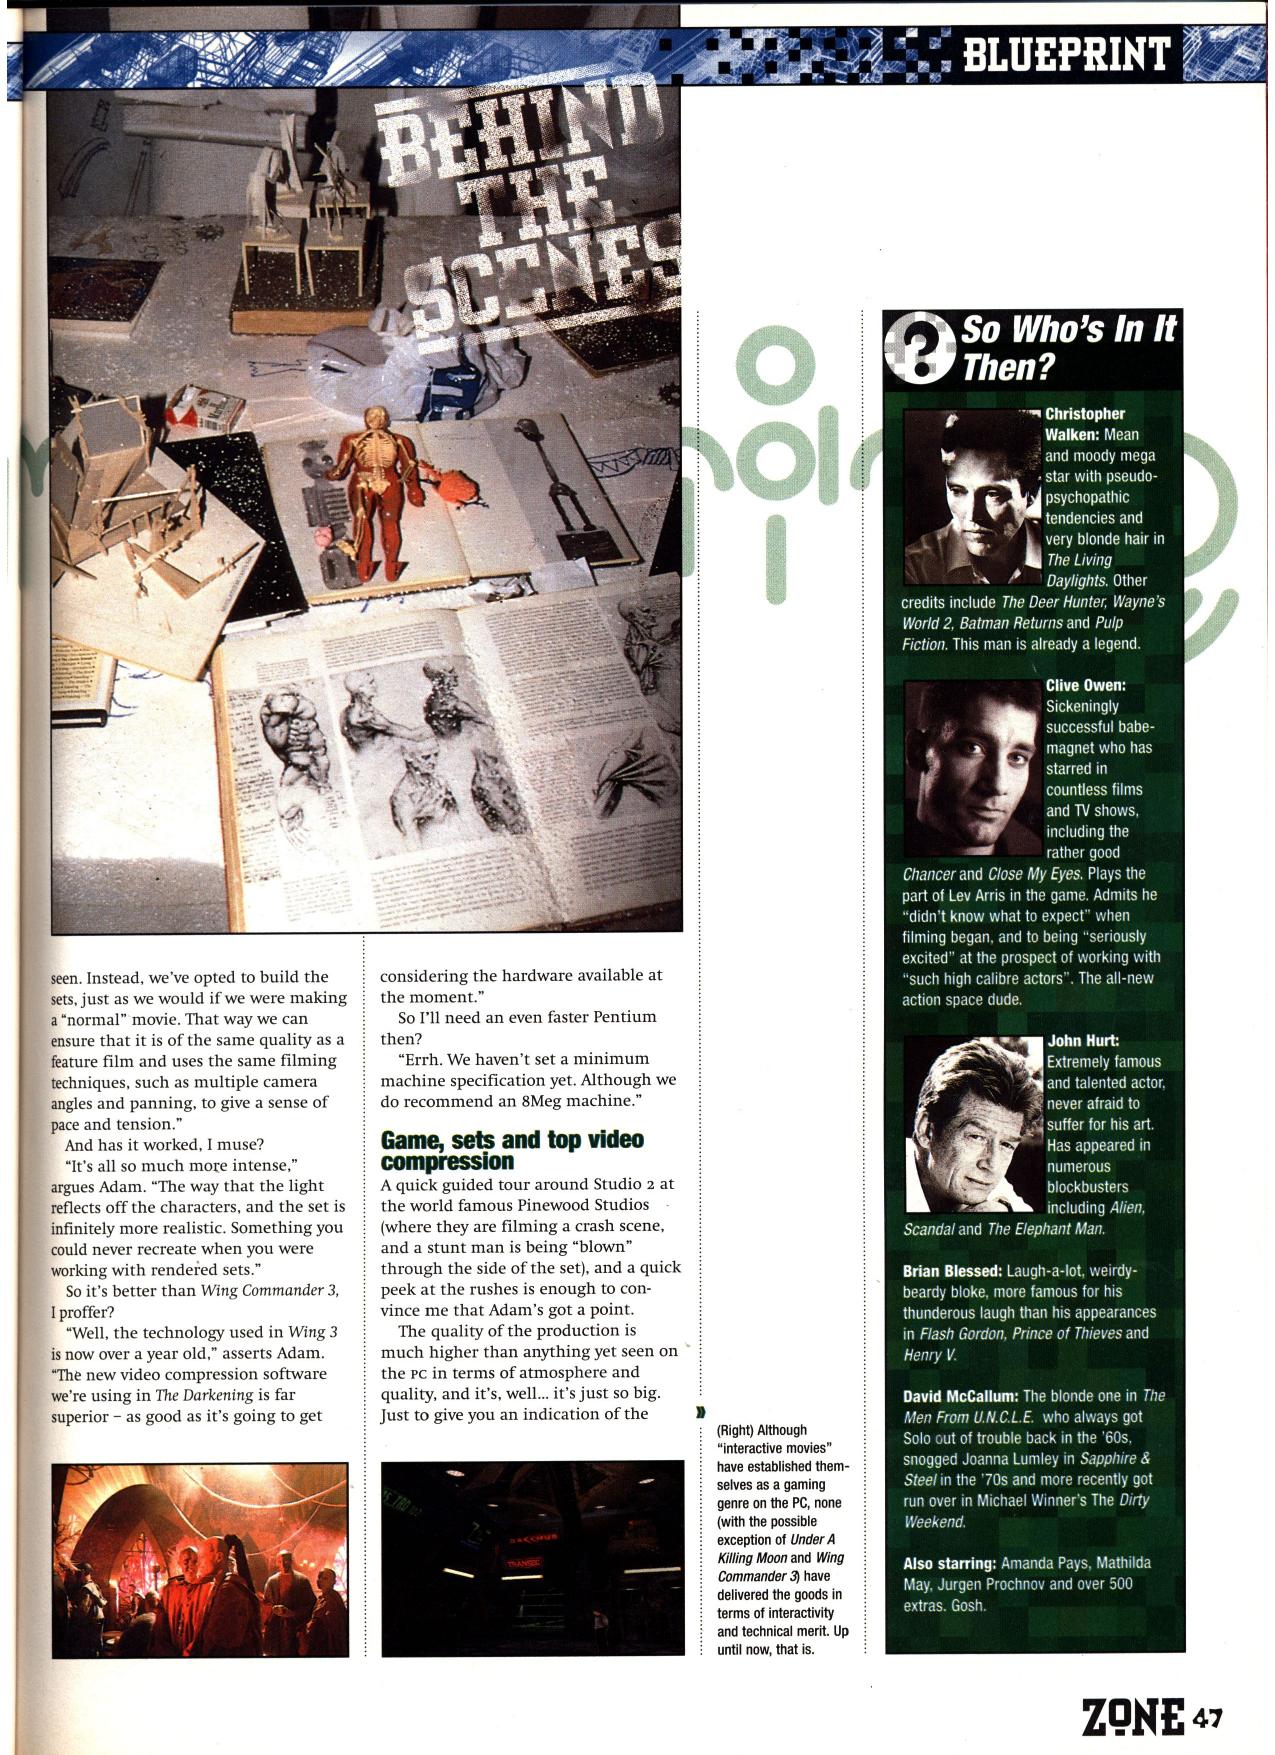 BLUEPRINT
BEHIND
THE
SCENES
seen. Instead, we've opted to build the
sets, just as we would if we were making
a “normal” movie. That way we can
ensure that it is of the same quality as a
feature film and uses the same filming
techniques, such as multiple camera
angles and panning, to give a sense of
pace and tension.”
And has it worked, I muse?
“It's all so much more intense,”
argues Adam. “The way that the light
reflects off the characters, and the set is
infinitely more realistic. Something you
could never recreate when you were
working with rendered sets.”
So it's better than Wing Commander 3,
I proffer?
“Well, the technology used in Wing 3
is now over a year old,” asserts Adam.
“The new video compression software
we're using in The Darkening is far
superior – as good as it's going to get
considering the hardware available at
the moment.”
So I'll need an even faster Pentium
then?
“Errh. We haven't set a minimum
machine specification yet. Although we
do recommend an 8Meg machine.”
Game, sets and top video
compression
A quick guided tour around Studio 2 at
the world famous Pinewood Studios
(where they are filming a crash scene,
and a stunt man is being “blown”
through the side of the set), and a quick
peek at the rushes is enough to con-
vince me that Adam's got a point.
The quality of the production is
much higher than anything yet seen on
the PC in terms of atmosphere and
quality, and it's, well... it's just so big.
Just to give you an indication of the
(Right) Although
“interactive movies”
have established them-
selves as a gaming
genre on the PC, none
(with the possible
exception of Under A
Killing Moon and Wing
Commander 3) have
delivered the goods in
terms of interactivity
and technical merit. Up
until now, that is.
? So Who's In It
Then?
Christopher
Walken: Mean
and moody mega
star with pseudo-
psychopathic
tendencies and
very blonde hair in
The Living
Daylights. Other
credits include The Deer Hunter, Wayne's
World 2, Batman Returns and Pulp
Fiction. This man is already a legend.
Clive Owen:
Sickeningly
successful babe-
magnet who has
starred in
countless films
and TV shows,
including the
rather good
Chancer and Close My Eyes. Plays the
part of Lev Arris in the game. Admits he
“didn't know what to expect” when
filming began, and to being “seriously
excited” at the prospect of working with
“such high calibre actors”. The all-new
action space dude.
John Hurt:
Extremely famous
and talented actor,
never afraid to
suffer for his art.
Has appeared in
numerous
blockbusters
including Alien,
Scandal and The Elephant Man.
Brian Blessed: Laugh-a-lot, weirdy-
beardy bloke, more famous for his
thunderous laugh than his appearances
in Flash Gordon, Prince of Thieves and
Henry V.
David McCallum: The blonde one in The
Men From U.N.C.L.E. who always got
Solo out of trouble back in the '60s,
snogged Joanna Lumley in Sapphire &
Steel in the '70s and more recently got
run over in Michael Winner's The Dirty
Weekend.
Also starring: Amanda Pays, Mathilda
May, Jurgen Prochnov and over 500
extras. Gosh.
ZONE 47